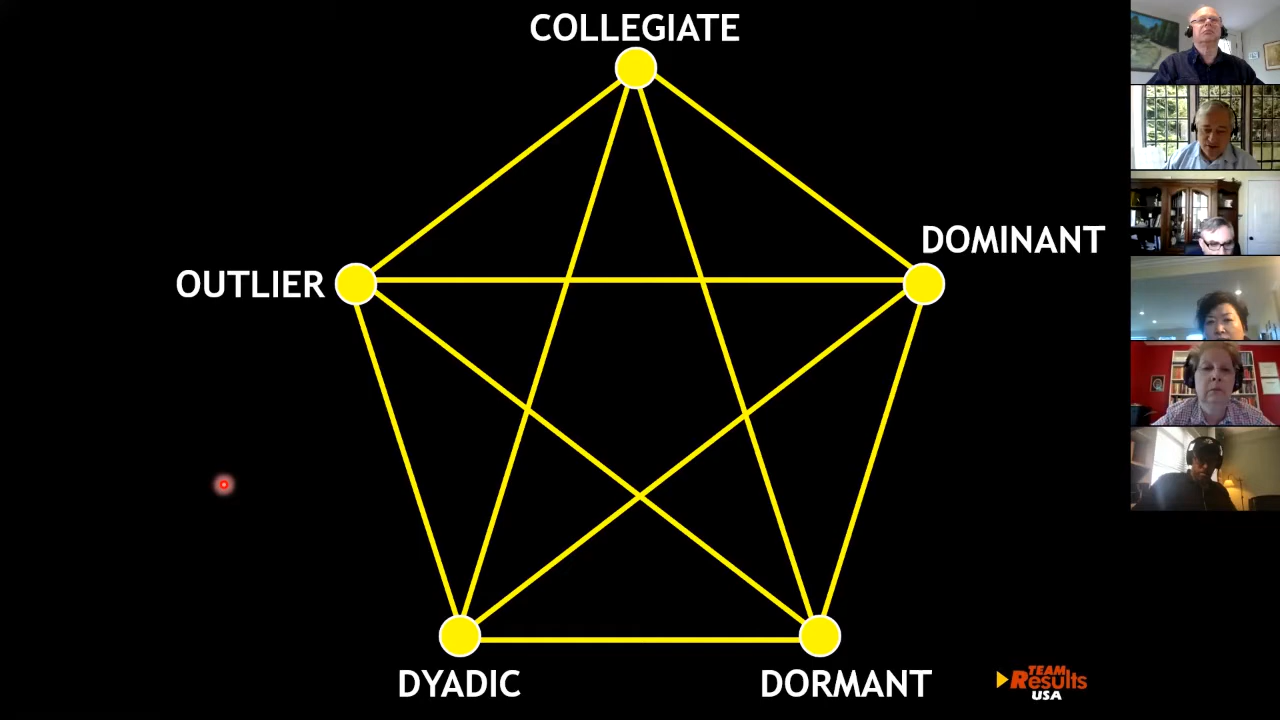 COLLEGIATE
DOMINANT
OUTLIER
DYADIC
DORMANT
TEAM
Results
USA